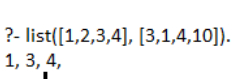 ?- list([1,2,3,4], [3,1,4,10]).
1, 3, 4,